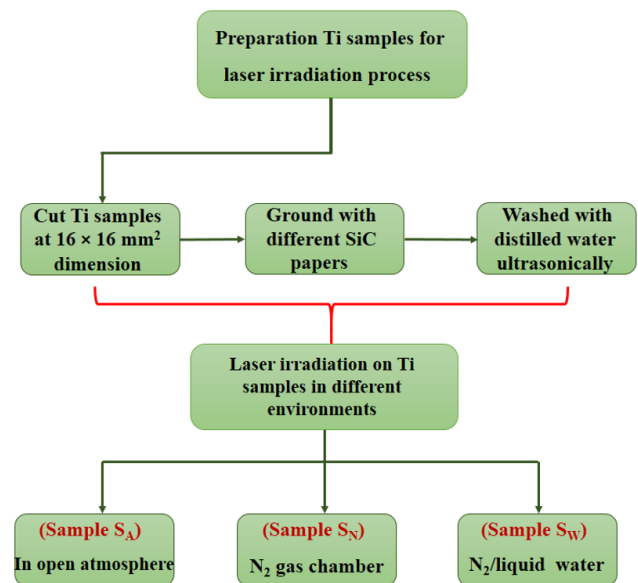 Preparation Ti samples for
laser irradiation process
Cut Ti samples
at 16 × 16 mm²
dimension
Ground with
different SiC
papers
Washed with
distilled water
ultrasonically
Laser irradiation on Ti
samples in different
environments
(Sample S_A)
In open atmosphere
(Sample S_N)
N₂ gas chamber
(Sample S_W)
N₂/liquid water